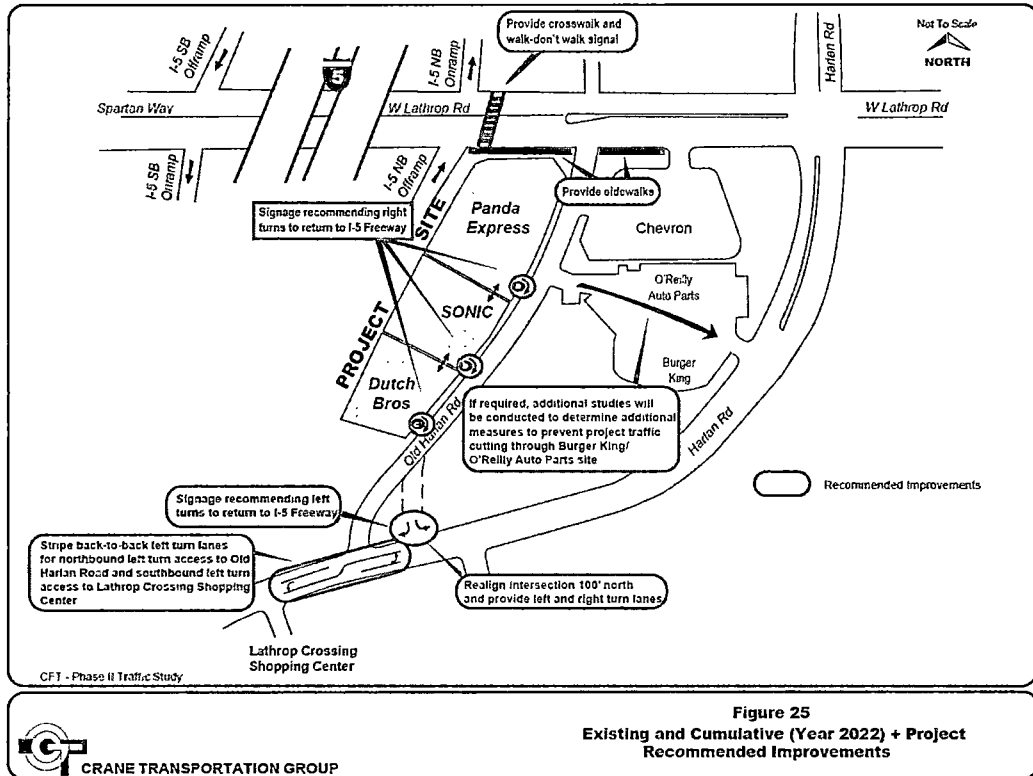 Provide crosswalk and
walk-don't walk signal
Not To Scale
NORTH
I-5 SB
Offramp
5
I-5 NB
Onramp
Harlan Rd
Spartan Way
W Lathrop Rd
W Lathrop Rd
I-5 SB
Onramp
I-5 NB
Offramp
Provide sidewalks
Signage recommending right
turns to return to I-5 Freeway
PROJECT SITE
Panda
Express
Chevron
O'Reilly
Auto Parts
SONIC
Burger
King
Dutch
Bros
Old Harlan Rd
Harlan Rd
If required, additional studies will
be conducted to determine additional
measures to prevent project traffic
cutting through Burger King/
O'Reilly Auto Parts site
Recommended Improvements
Signage recommending left
turns to return to I-5 Freeway
Stripe back-to-back left turn lanes
for northbound left turn access to Old
Harlan Road and southbound left turn
access to Lathrop Crossing Shopping
Center
Realign intersection 100' north
and provide left and right turn lanes
Lathrop Crossing
Shopping Center
CFT - Phase II Traffic Study
Figure 25
Existing and Cumulative (Year 2022) + Project
Recommended Improvements
CRANE TRANSPORTATION GROUP